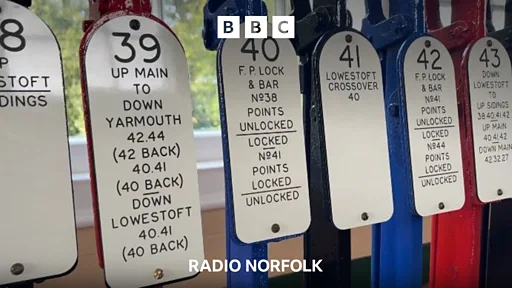 BBC
8
LOWESTOFT
SIDINGS
39
UP MAIN
TO
DOWN
YARMOUTH
42.44
(42 BACK)
40.41
(40 BACK)
DOWN
LOWESTOFT
40.41
(40 BACK)
40
F.P. LOCK
& BAR
Nº38
POINTS
UNLOCKED
LOCKED
Nº41
POINTS
LOCKED
UNLOCKED
41
LOWESTOFT
CROSSOVER
40
42
F.P. LOCK
& BAR
Nº41
POINTS
UNLOCKED
LOCKED
Nº44
POINTS
LOCKED
UNLOCKED
43
DOWN
LOWESTOFT
TO
UP SIDINGS
38.40.41.42
UP MAIN
40.41.42
DOWN MAIN
42.32.27
RADIO NORFOLK